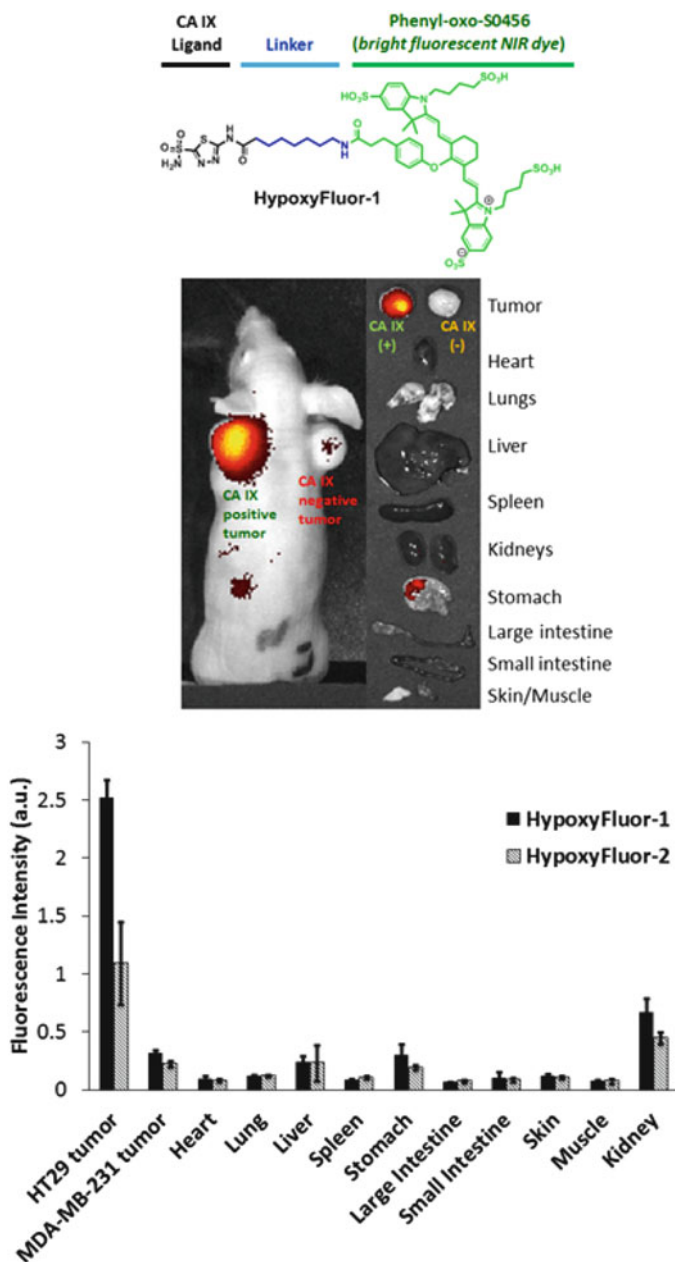 CA IX
Ligand
Linker
Phenyl-oxo-S0456
(bright fluorescent NIR dye)
SO₃H
HO₃S
N
O
S
H
N
O
H
N
O
O
S
O
H₂N
N-N
O
SO₃H
N
⊕
HypoxyFluor-1
SO₃
⊖
Tumor
CA IX
(+)
CA IX
(-)
Heart
Lungs
Liver
CA IX
positive
tumor
CA IX
negative
tumor
Spleen
Kidneys
Stomach
Large intestine
Small intestine
Skin/Muscle
Fluorescence Intensity (a.u.)
3
2.5
2
1.5
1
0.5
0
HypoxyFluor-1
HypoxyFluor-2
HT29 tumor
MDA-MB-231 tumor
Heart
Lung
Liver
Spleen
Stomach
Large Intestine
Small Intestine
Skin
Muscle
Kidney